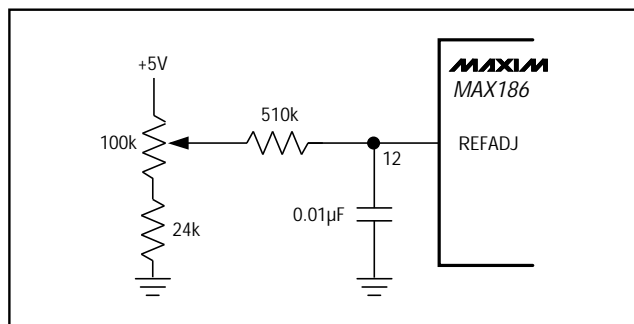 +5V
MAXIM
MAX186
510k
100k
REFADJ
12
0.01µF
24k